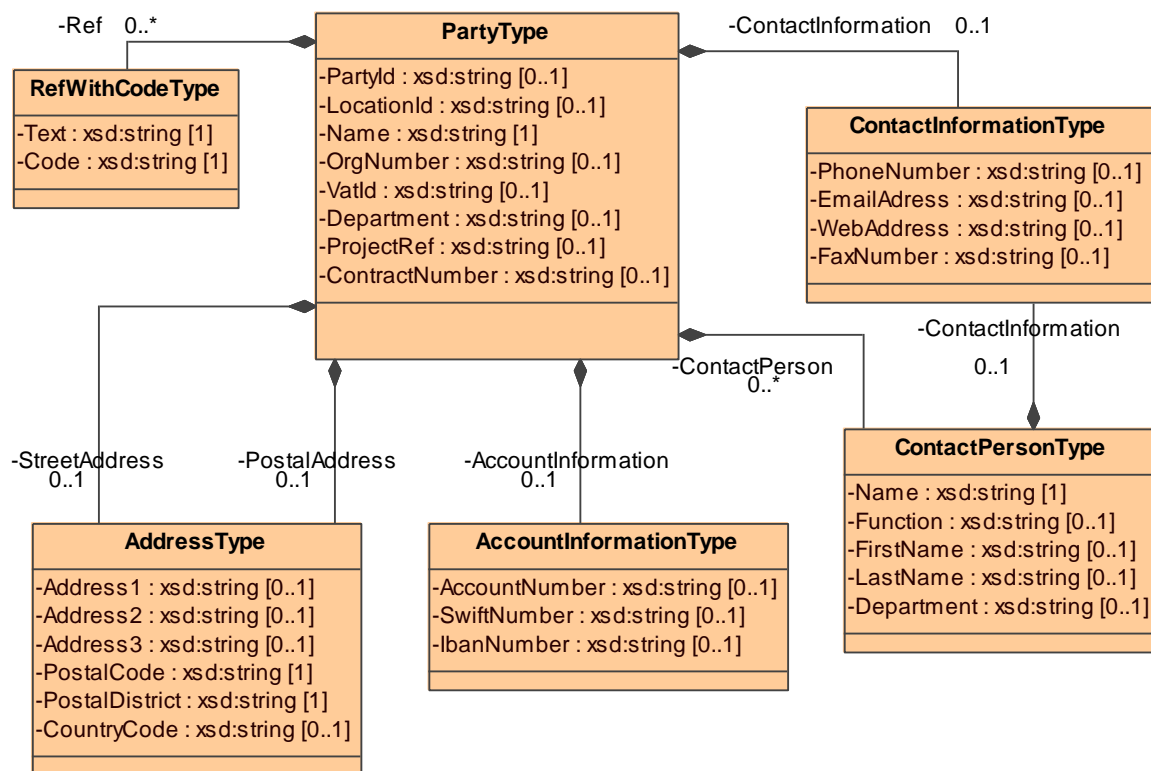 -Ref 0..*
PartyType
-PartyId : xsd:string [0..1]
-LocationId : xsd:string [0..1]
-Name : xsd:string [1]
-OrgNumber : xsd:string [0..1]
-VatId : xsd:string [0..1]
-Department : xsd:string [0..1]
-ProjectRef : xsd:string [0..1]
-ContractNumber : xsd:string [0..1]
-ContactInformation 0..1
RefWithCodeType
-Text : xsd:string [1]
-Code : xsd:string [1]
ContactInformationType
-PhoneNumber : xsd:string [0..1]
-EmailAdress : xsd:string [0..1]
-WebAddress : xsd:string [0..1]
-FaxNumber : xsd:string [0..1]
-ContactInformation
0..1
-ContactPerson
0..*
-StreetAddress
0..1
-PostalAddress
0..1
-AccountInformation
0..1
ContactPersonType
-Name : xsd:string [1]
-Function : xsd:string [0..1]
-FirstName : xsd:string [0..1]
-LastName : xsd:string [0..1]
-Department : xsd:string [0..1]
AddressType
-Address1 : xsd:string [0..1]
-Address2 : xsd:string [0..1]
-Address3 : xsd:string [0..1]
-PostalCode : xsd:string [1]
-PostalDistrict : xsd:string [1]
-CountryCode : xsd:string [0..1]
AccountInformationType
-AccountNumber : xsd:string [0..1]
-SwiftNumber : xsd:string [0..1]
-IbanNumber : xsd:string [0..1]